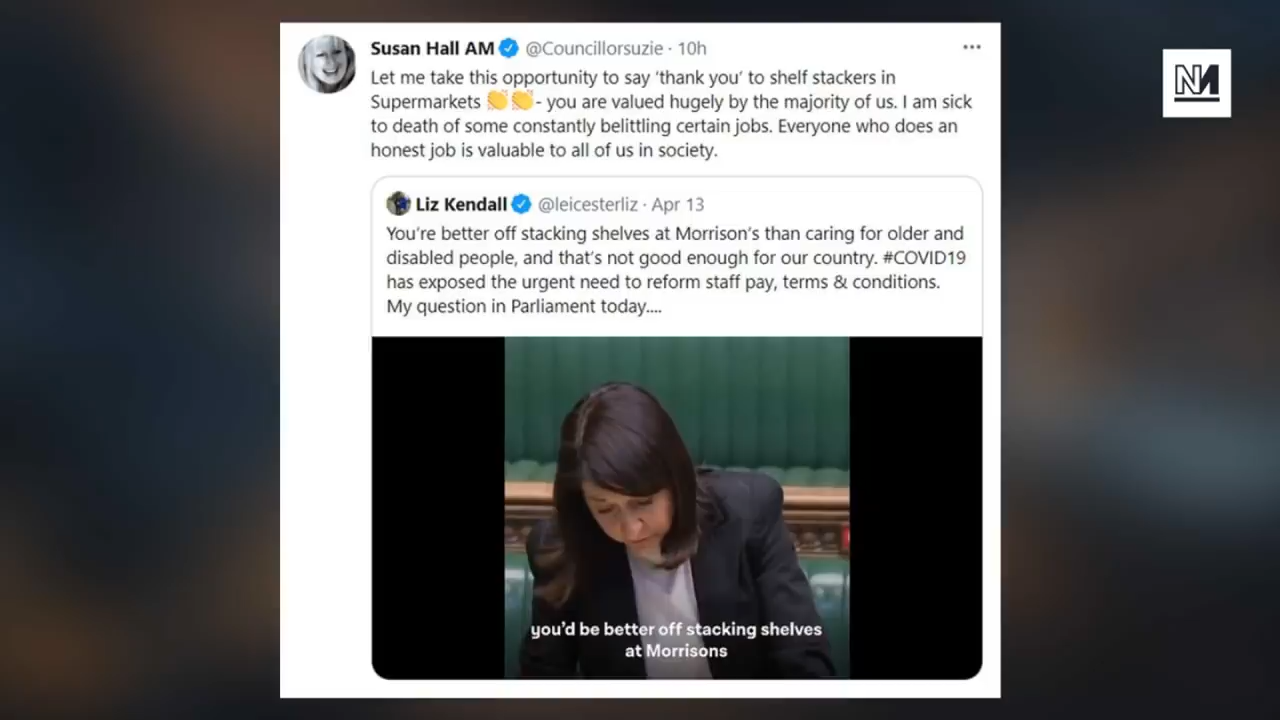 Susan Hall AM @Councillorsuzie · 10h
Let me take this opportunity to say ‘thank you’ to shelf stackers in
Supermarkets 👏👏- you are valued hugely by the majority of us. I am sick
to death of some constantly belittling certain jobs. Everyone who does an
honest job is valuable to all of us in society.
Liz Kendall @leicesterliz · Apr 13
You’re better off stacking shelves at Morrison’s than caring for older and
disabled people, and that’s not good enough for our country. #COVID19
has exposed the urgent need to reform staff pay, terms & conditions.
My question in Parliament today....
you’d be better off stacking shelves
at Morrisons
NM